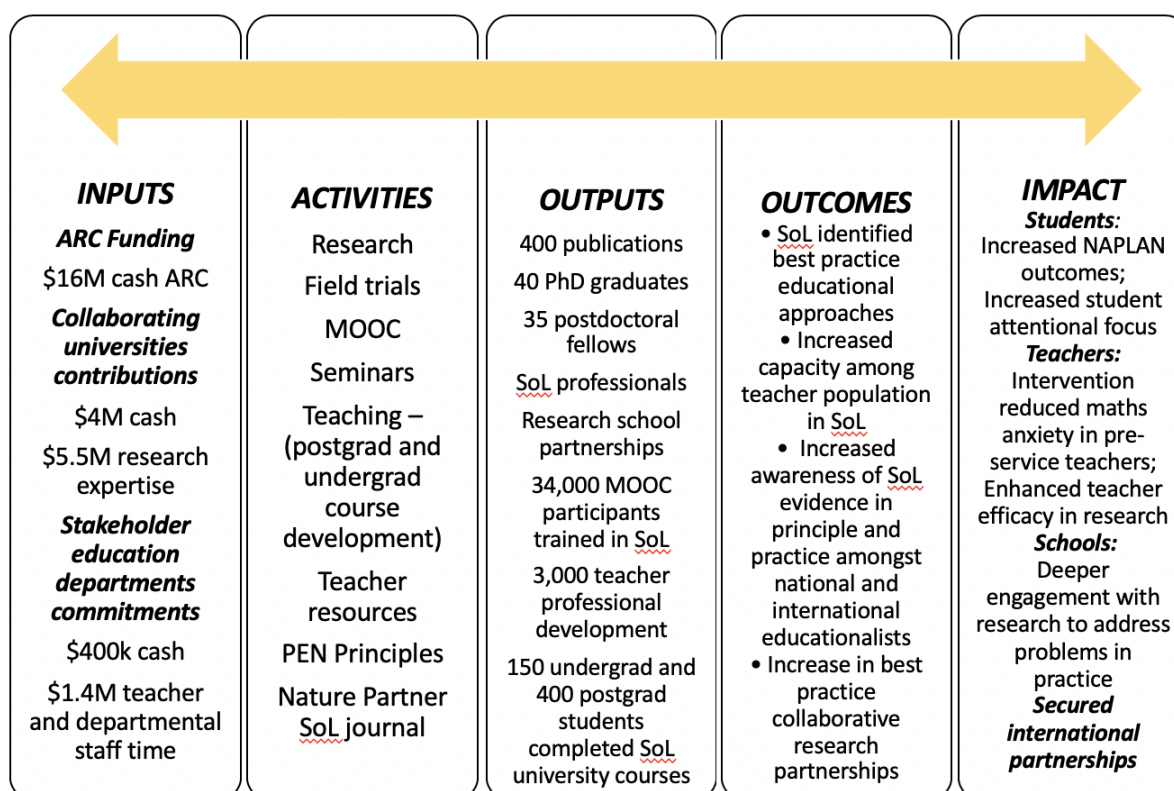 INPUTS
ARC Funding
$16M cash ARC
Collaborating
universities
contributions
$4M cash
$5.5M research
expertise
Stakeholder
education
departments
commitments
$400k cash
$1.4M teacher
and departmental
staff time
ACTIVITIES
Research
Field trials
MOOC
Seminars
Teaching –
(postgrad and
undergrad
course
development)
Teacher
resources
PEN Principles
Nature Partner
SoL journal
OUTPUTS
400 publications
40 PhD graduates
35 postdoctoral
fellows
SoL professionals
Research school
partnerships
34,000 MOOC
participants
trained in SoL
3,000 teacher
professional
development
150 undergrad and
400 postgrad
students
completed SoL
university courses
OUTCOMES
• SoL identified
best practice
educational
approaches
• Increased
capacity among
teacher population
in SoL
• Increased
awareness of SoL
evidence in
principle and
practice amongst
national and
international
educationalists
• Increase in best
practice
collaborative
research
partnerships
IMPACT
Students:
Increased NAPLAN
outcomes;
Increased student
attentional focus
Teachers:
Intervention
reduced maths
anxiety in pre-
service teachers;
Enhanced teacher
efficacy in research
Schools:
Deeper
engagement with
research to address
problems in
practice
Secured
international
partnerships